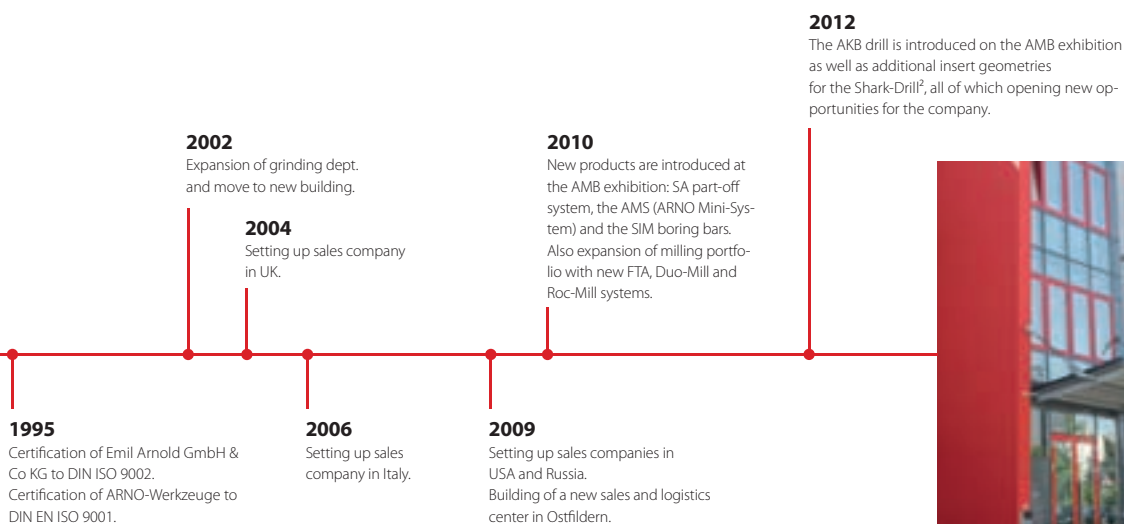 2012
The AKB drill is introduced on the AMB exhibition
as well as additional insert geometries
for the Shark-Drill², all of which opening new op-
portunities for the company.
2002
Expansion of grinding dept.
and move to new building.
2004
Setting up sales company
in UK.
2010
New products are introduced at
the AMB exhibition: SA part-off
system, the AMS (ARNO Mini-Sys-
tem) and the SIM boring bars.
Also expansion of milling portfo-
lio with new FTA, Duo-Mill and
Roc-Mill systems.
1995
Certification of Emil Arnold GmbH &
Co KG to DIN ISO 9002.
Certification of ARNO-Werkzeuge to
DIN EN ISO 9001.
2006
Setting up sales
company in Italy.
2009
Setting up sales companies in
USA and Russia.
Building of a new sales and logistics
center in Ostfildern.